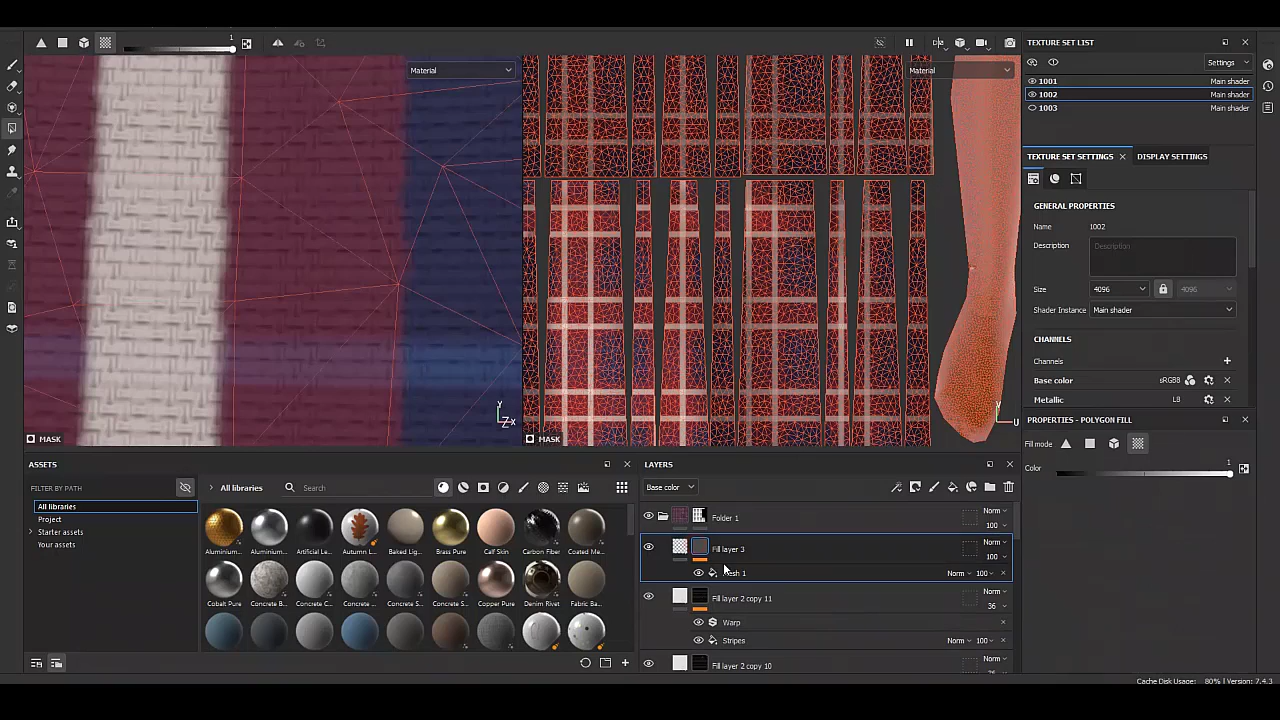 1
Material
Material
TEXTURE SET LIST
Settings
1001 Main shader
1002 Main shader
1003 Main shader
TEXTURE SET SETTINGS DISPLAY SETTINGS
GENERAL PROPERTIES
Name 1002
Description Description
Size 4096 4096
Shader Instance Main shader
CHANNELS
Channels
Base color sRGB8
Metallic L8
Y
X
MASK
Y
U
MASK
PROPERTIES - POLYGON FILL
Fill mode
Color 1
ASSETS
FILTER BY PATH
All libraries
Project
Starter assets
Your assets
All libraries Search
Aluminium... Aluminium... Artificial Le... Autumn L... Baked Lig... Brass Pure Calf Skin Carbon Fiber Coated Me...
Cobalt Pure Concrete B... Concrete C... Concrete ... Concrete S... Concrete S... Copper Pure Denim Rivet Fabric Ba...
LAYERS
Base color
Folder 1 Norm 100
Fill layer 3 Norm 100
Norm 100
Fill layer 2 copy 11 Norm 36
Warp
Stripes Norm 100
Fill layer 2 copy 10 Norm
Cache Disk Usage: 80% | Version: 7.4.3